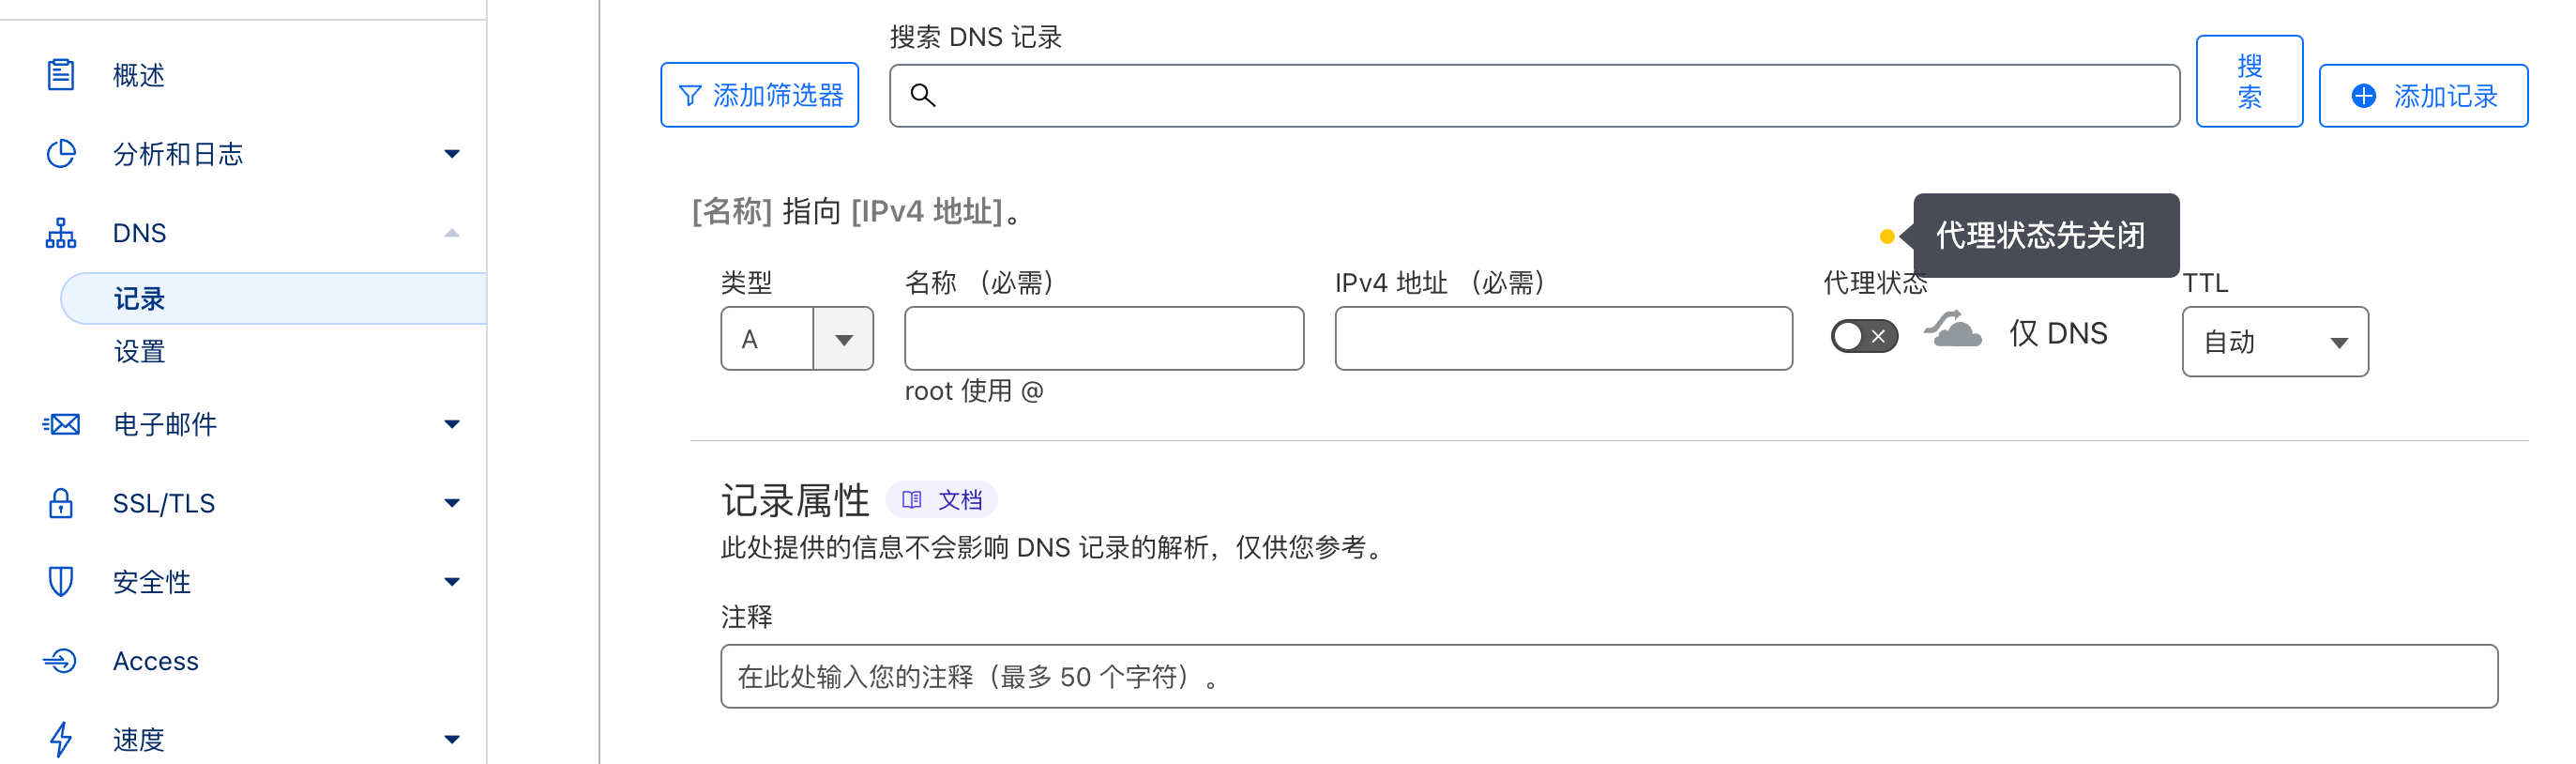 概述
分析和日志
DNS
记录
设置
电子邮件
SSL/TLS
安全性
Access
速度
搜索 DNS 记录
添加筛选器
搜
索
添加记录
[名称] 指向 [IPv4 地址]。
代理状态先关闭
类型
名称 （必需）
IPv4 地址 （必需）
代理状态
TTL
A
仅 DNS
自动
root 使用 @
记录属性 文档
此处提供的信息不会影响 DNS 记录的解析，仅供您参考。
注释
在此处输入您的注释（最多 50 个字符）。